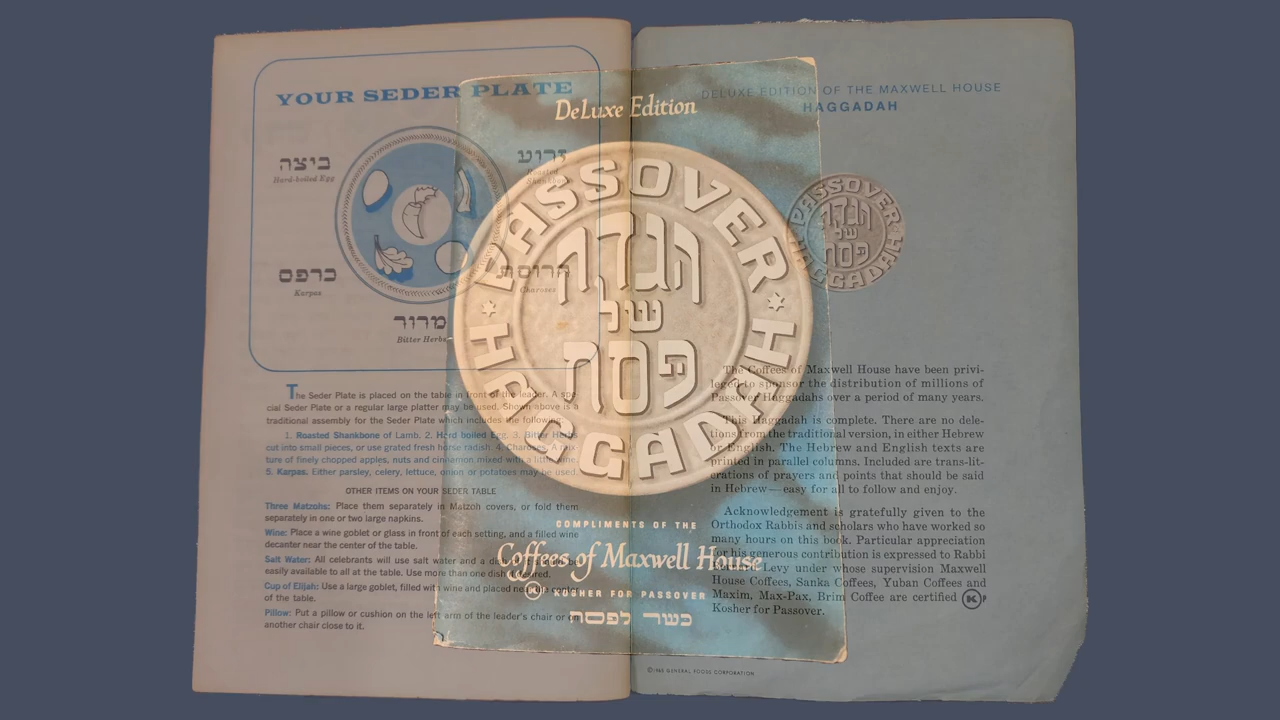 YOUR SEDER PLATE
ביצה
Hard-boiled Egg
זרוע
Roasted
Shankbone
כרפס
Karpas
חרוסת
Charoses
מרור
Bitter Herbs
The Seder Plate is placed on the table in front of the leader. A spe-
cial Seder Plate or a regular large platter may be used. Shown above is a
traditional assembly for the Seder Plate which includes the following:
1. Roasted Shankbone of Lamb. 2. Hard boiled Egg. 3. Bitter Herbs
cut into small pieces, or use grated fresh horse radish. 4. Charoses. A mix-
ture of finely chopped apples, nuts and cinnamon mixed with a little wine.
5. Karpas. Either parsley, celery, lettuce, onion or potatoes may be used.
OTHER ITEMS ON YOUR SEDER TABLE
Three Matzohs: Place them separately in Matzoh covers, or fold them
separately in one or two large napkins.
Wine: Place a wine goblet or glass in front of each setting, and a filled wine
decanter near the center of the table.
Salt Water: All celebrants will use salt water and a dish
easily available to all at the table. Use more than one dish if desired.
Cup of Elijah: Use a large goblet, filled with wine and placed near the center
of the table.
Pillow: Put a pillow or cushion on the left arm of the leader's chair or on
another chair close to it.
DeLuxe Edition
PASSOVER
הגדה
של
פסח
HAGGADAH
COMPLIMENTS OF THE
Coffees of Maxwell House
KOSHER FOR PASSOVER
כשר לפסח
DELUXE EDITION OF THE MAXWELL HOUSE
HAGGADAH
PASSOVER
הגדה
של
פסח
HAGGADAH
The Coffees of Maxwell House have been privi-
leged to sponsor the distribution of millions of
Passover Haggadahs over a period of many years.
This Haggadah is complete. There are no dele-
tions from the traditional version, in either Hebrew
or English. The Hebrew and English texts are
printed in parallel columns. Included are trans-lit-
erations of prayers and points that should be said
in Hebrew—easy for all to follow and enjoy.
Acknowledgement is gratefully given to the
Orthodox Rabbis and scholars who have worked so
many hours on this book. Particular appreciation
for his generous contribution is expressed to Rabbi
Levy under whose supervision Maxwell
House Coffees, Sanka Coffees, Yuban Coffees and
Maxim, Max-Pax, Brim Coffee are certified K P
Kosher for Passover.
©1965 GENERAL FOODS CORPORATION